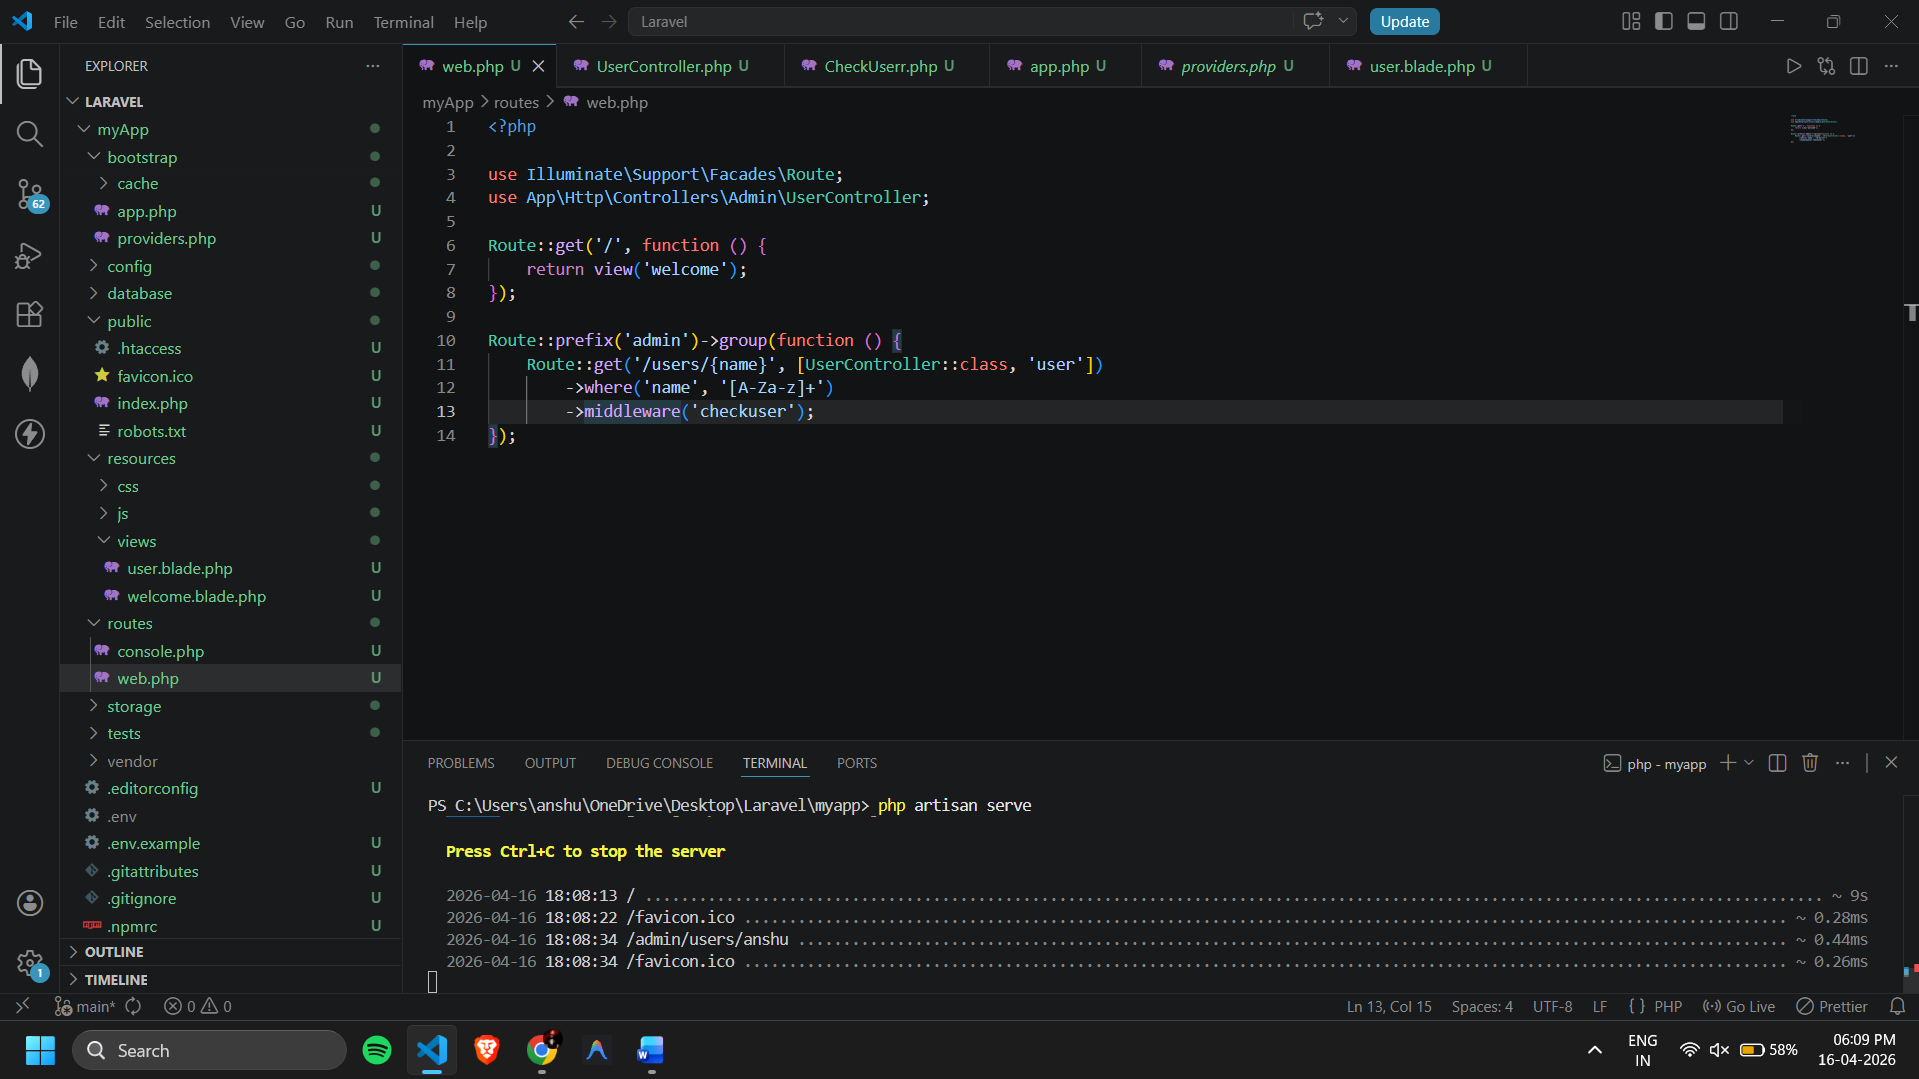 File Edit Selection View Go Run Terminal Help
Laravel
Update
EXPLORER
LARAVEL
myApp
bootstrap
cache
app.php U
providers.php U
config
database
public
.htaccess U
favicon.ico U
index.php U
robots.txt U
resources
css
js
views
user.blade.php U
welcome.blade.php U
routes
console.php U
web.php U
storage
tests
vendor
.editorconfig U
.env
.env.example U
.gitattributes U
.gitignore U
.npmrc U
OUTLINE
TIMELINE
62
1
web.php U UserController.php U CheckUserr.php U app.php U providers.php U user.blade.php U
myApp > routes > web.php
1 <?php
2
3 use Illuminate\Support\Facades\Route;
4 use App\Http\Controllers\Admin\UserController;
5
6 Route::get('/', function () {
7 return view('welcome');
8 });
9
10 Route::prefix('admin')->group(function () {
11 Route::get('/users/{name}', [UserController::class, 'user'])
12 ->where('name', '[A-Za-z]+')
13 ->middleware('checkuser');
14 });
PROBLEMS OUTPUT DEBUG CONSOLE TERMINAL PORTS
php - myapp
PS C:\Users\anshu\OneDrive\Desktop\Laravel\myapp> php artisan serve
Press Ctrl+C to stop the server
2026-04-16 18:08:13 / ........ ~ 9s
2026-04-16 18:08:22 /favicon.ico ........ ~ 0.28ms
2026-04-16 18:08:34 /admin/users/anshu ........ ~ 0.44ms
2026-04-16 18:08:34 /favicon.ico ........ ~ 0.26ms
main* 0 0 Ln 13, Col 15 Spaces: 4 UTF-8 LF {} PHP Go Live Prettier
Search
ENG
IN
58%
06:09 PM
16-04-2026